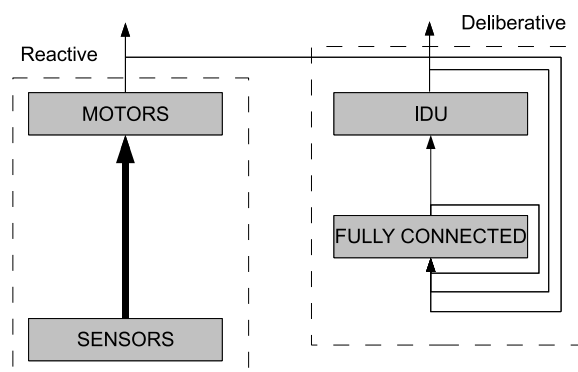 Deliberative
Reactive
MOTORS
IDU
FULLY CONNECTED
SENSORS